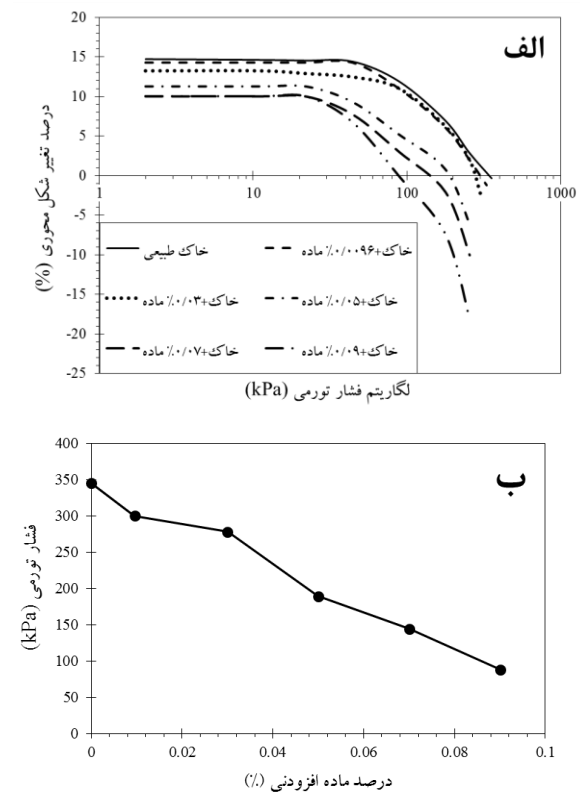 الف
درصد تغییر شکل محوری (%)
20
15
10
5
0
-5
-10
-15
-20
-25
1
10
100
1000
خاک طبیعی
خاک+۰/۰۰۹۶٪ ماده
خاک+۰/۰۳٪ ماده
خاک+۰/۰۵٪ ماده
خاک+۰/۰۷٪ ماده
خاک+۰/۰۹٪ ماده
لگاریتم فشار تورمی (kPa)
ب
فشار تورمی (kPa)
400
350
300
250
200
150
100
50
0
0
0.02
0.04
0.06
0.08
0.1
درصد ماده افزودنی (٪)